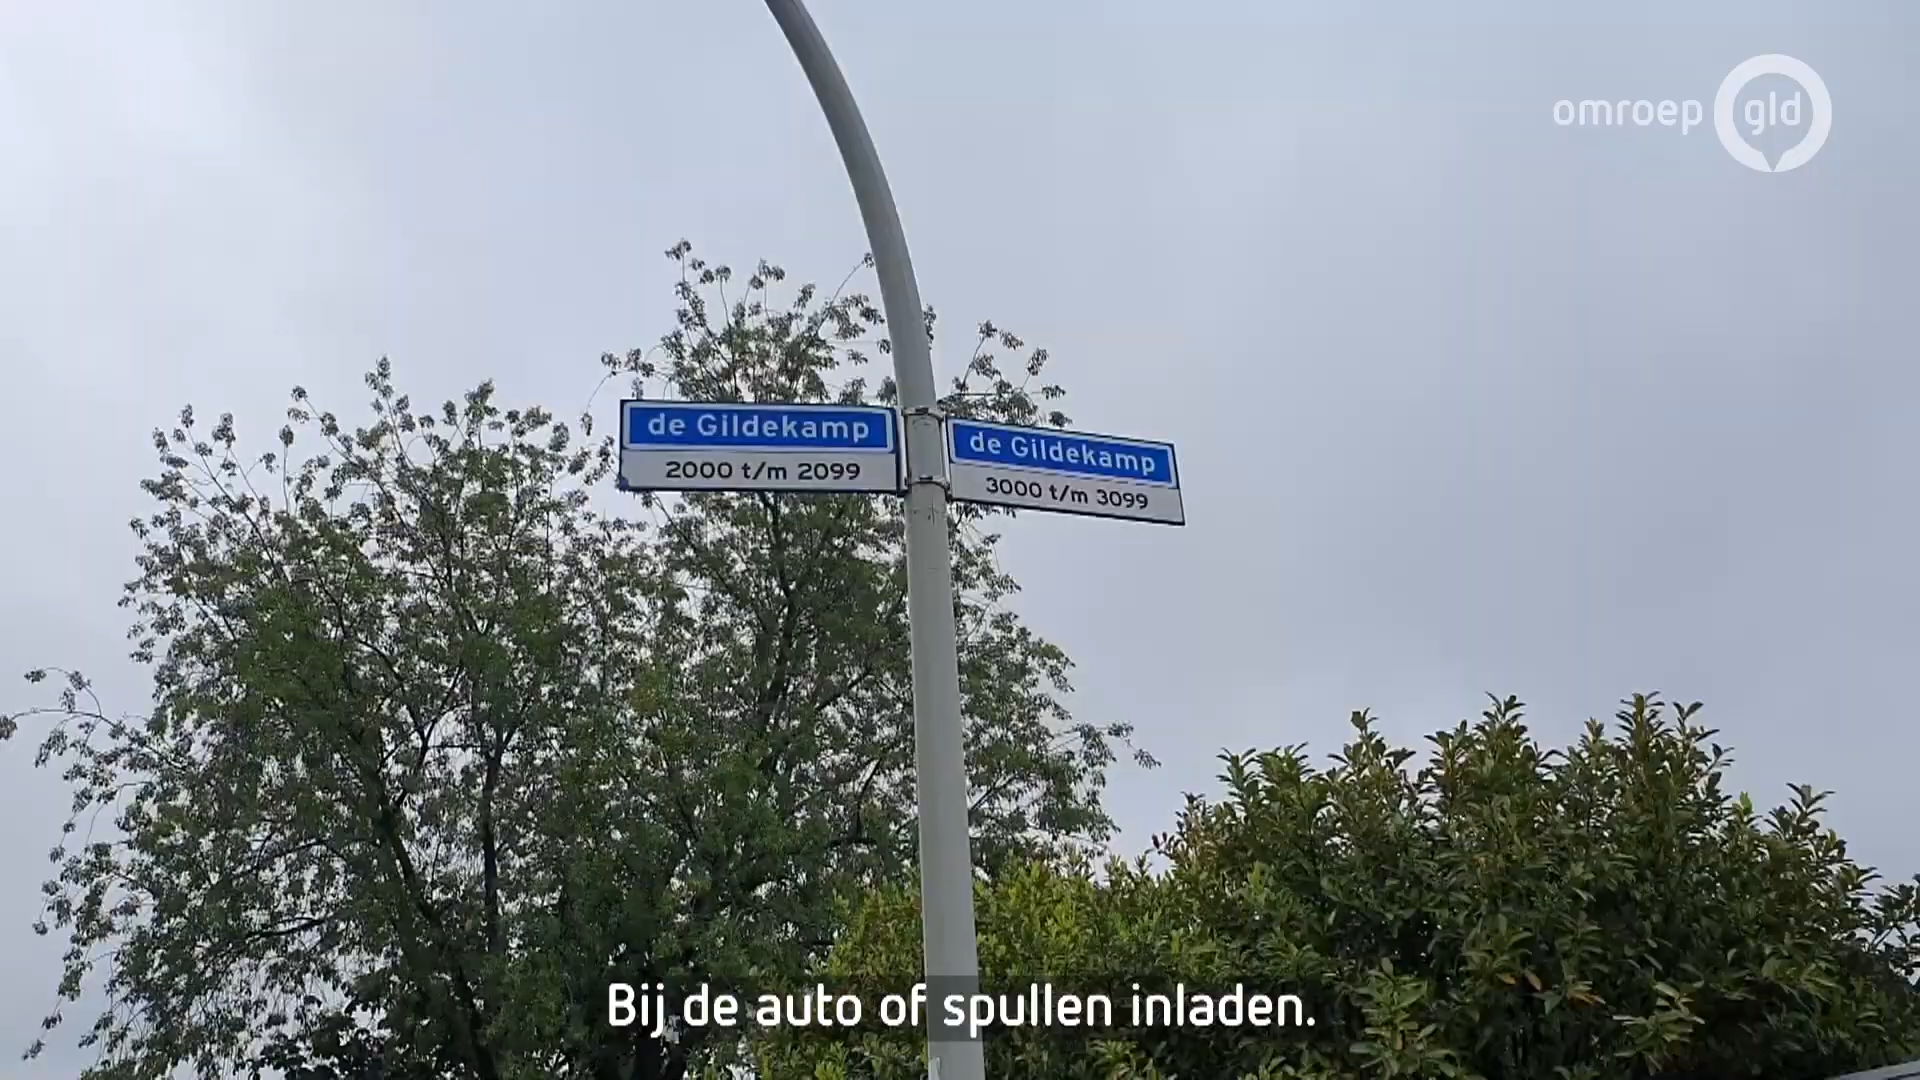 omroep gld
de Gildekamp
2000 t/m 2099
de Gildekamp
3000 t/m 3099
Bij de auto of spullen inladen.